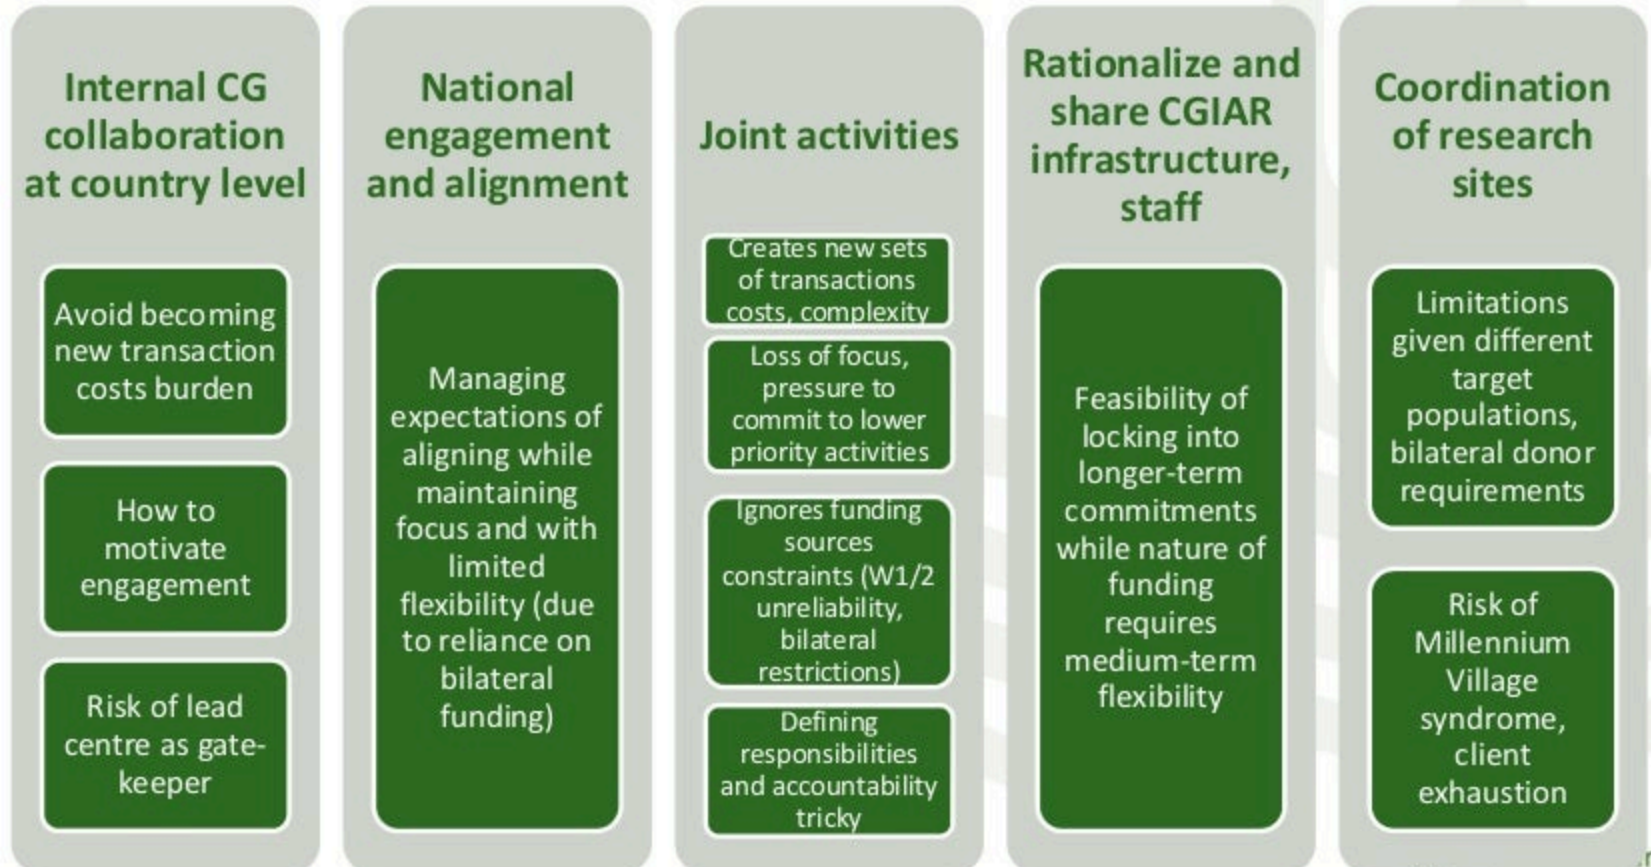 Internal CG
collaboration
at country level
Avoid becoming
new transaction
costs burden
How to
motivate
engagement
Risk of lead
centre as gate-
keeper
National
engagement
and alignment
Managing
expectations of
aligning while
maintaining
focus and with
limited
flexibility (due
to reliance on
bilateral
funding)
Joint activities
Creates new sets
of transactions
costs, complexity
Loss of focus,
pressure to
commit to lower
priority activities
Ignores funding
sources
constraints (W1/2
unreliability,
bilateral
restrictions)
Defining
responsibilities
and accountability
tricky
Rationalize and
share CGIAR
infrastructure,
staff
Feasibility of
locking into
longer-term
commitments
while nature of
funding
requires
medium-term
flexibility
Coordination
of research
sites
Limitations
given different
target
populations,
bilateral donor
requirements
Risk of
Millennium
Village
syndrome,
client
exhaustion